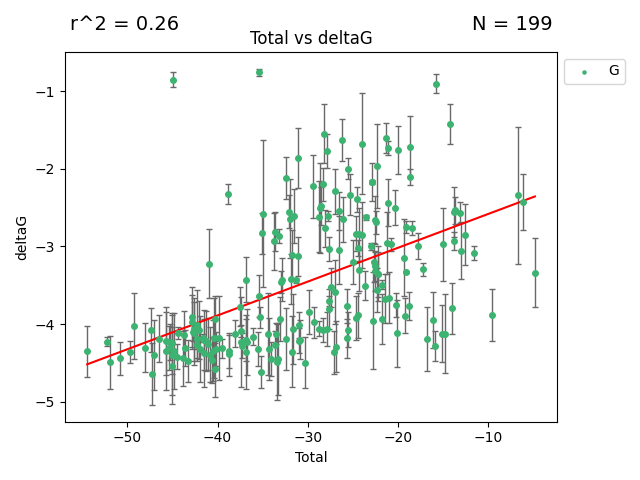 r^2 = 0.26 N = 199
Total vs deltaG
G
−1
−2
−3
−4
−5
deltaG
−50 −40 −30 −20 −10
Total